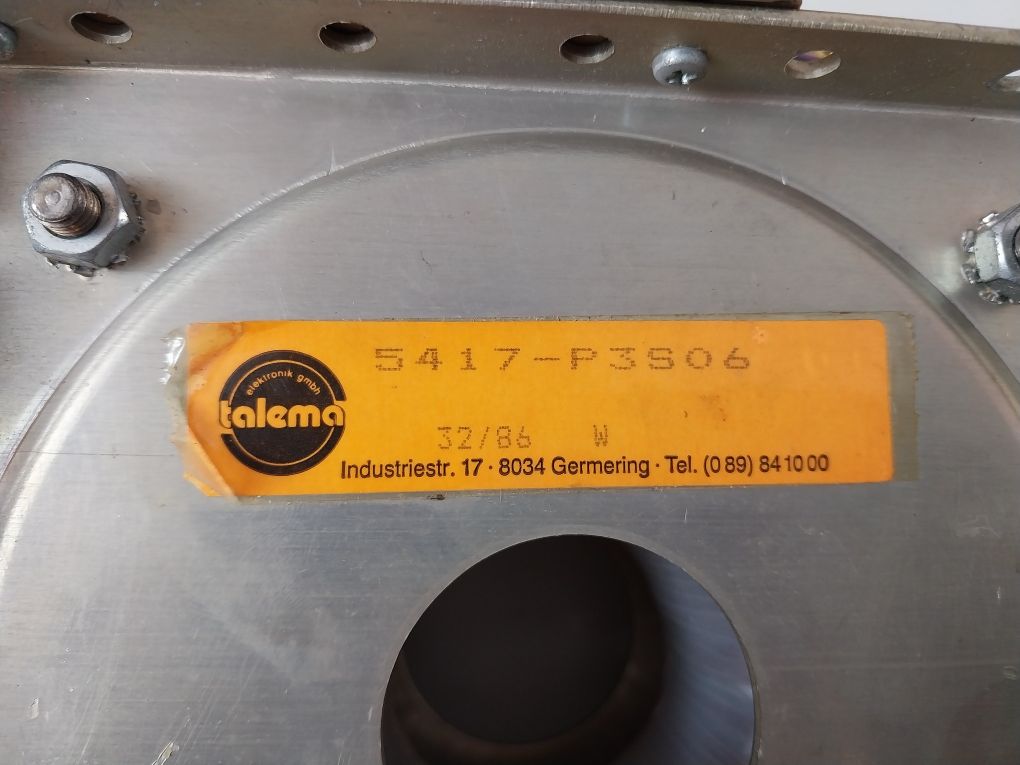 5417-P3S06
elektronik gmbh
talema
32/86 W
Industriestr. 17 · 8034 Germering · Tel. (0 89) 84 10 00